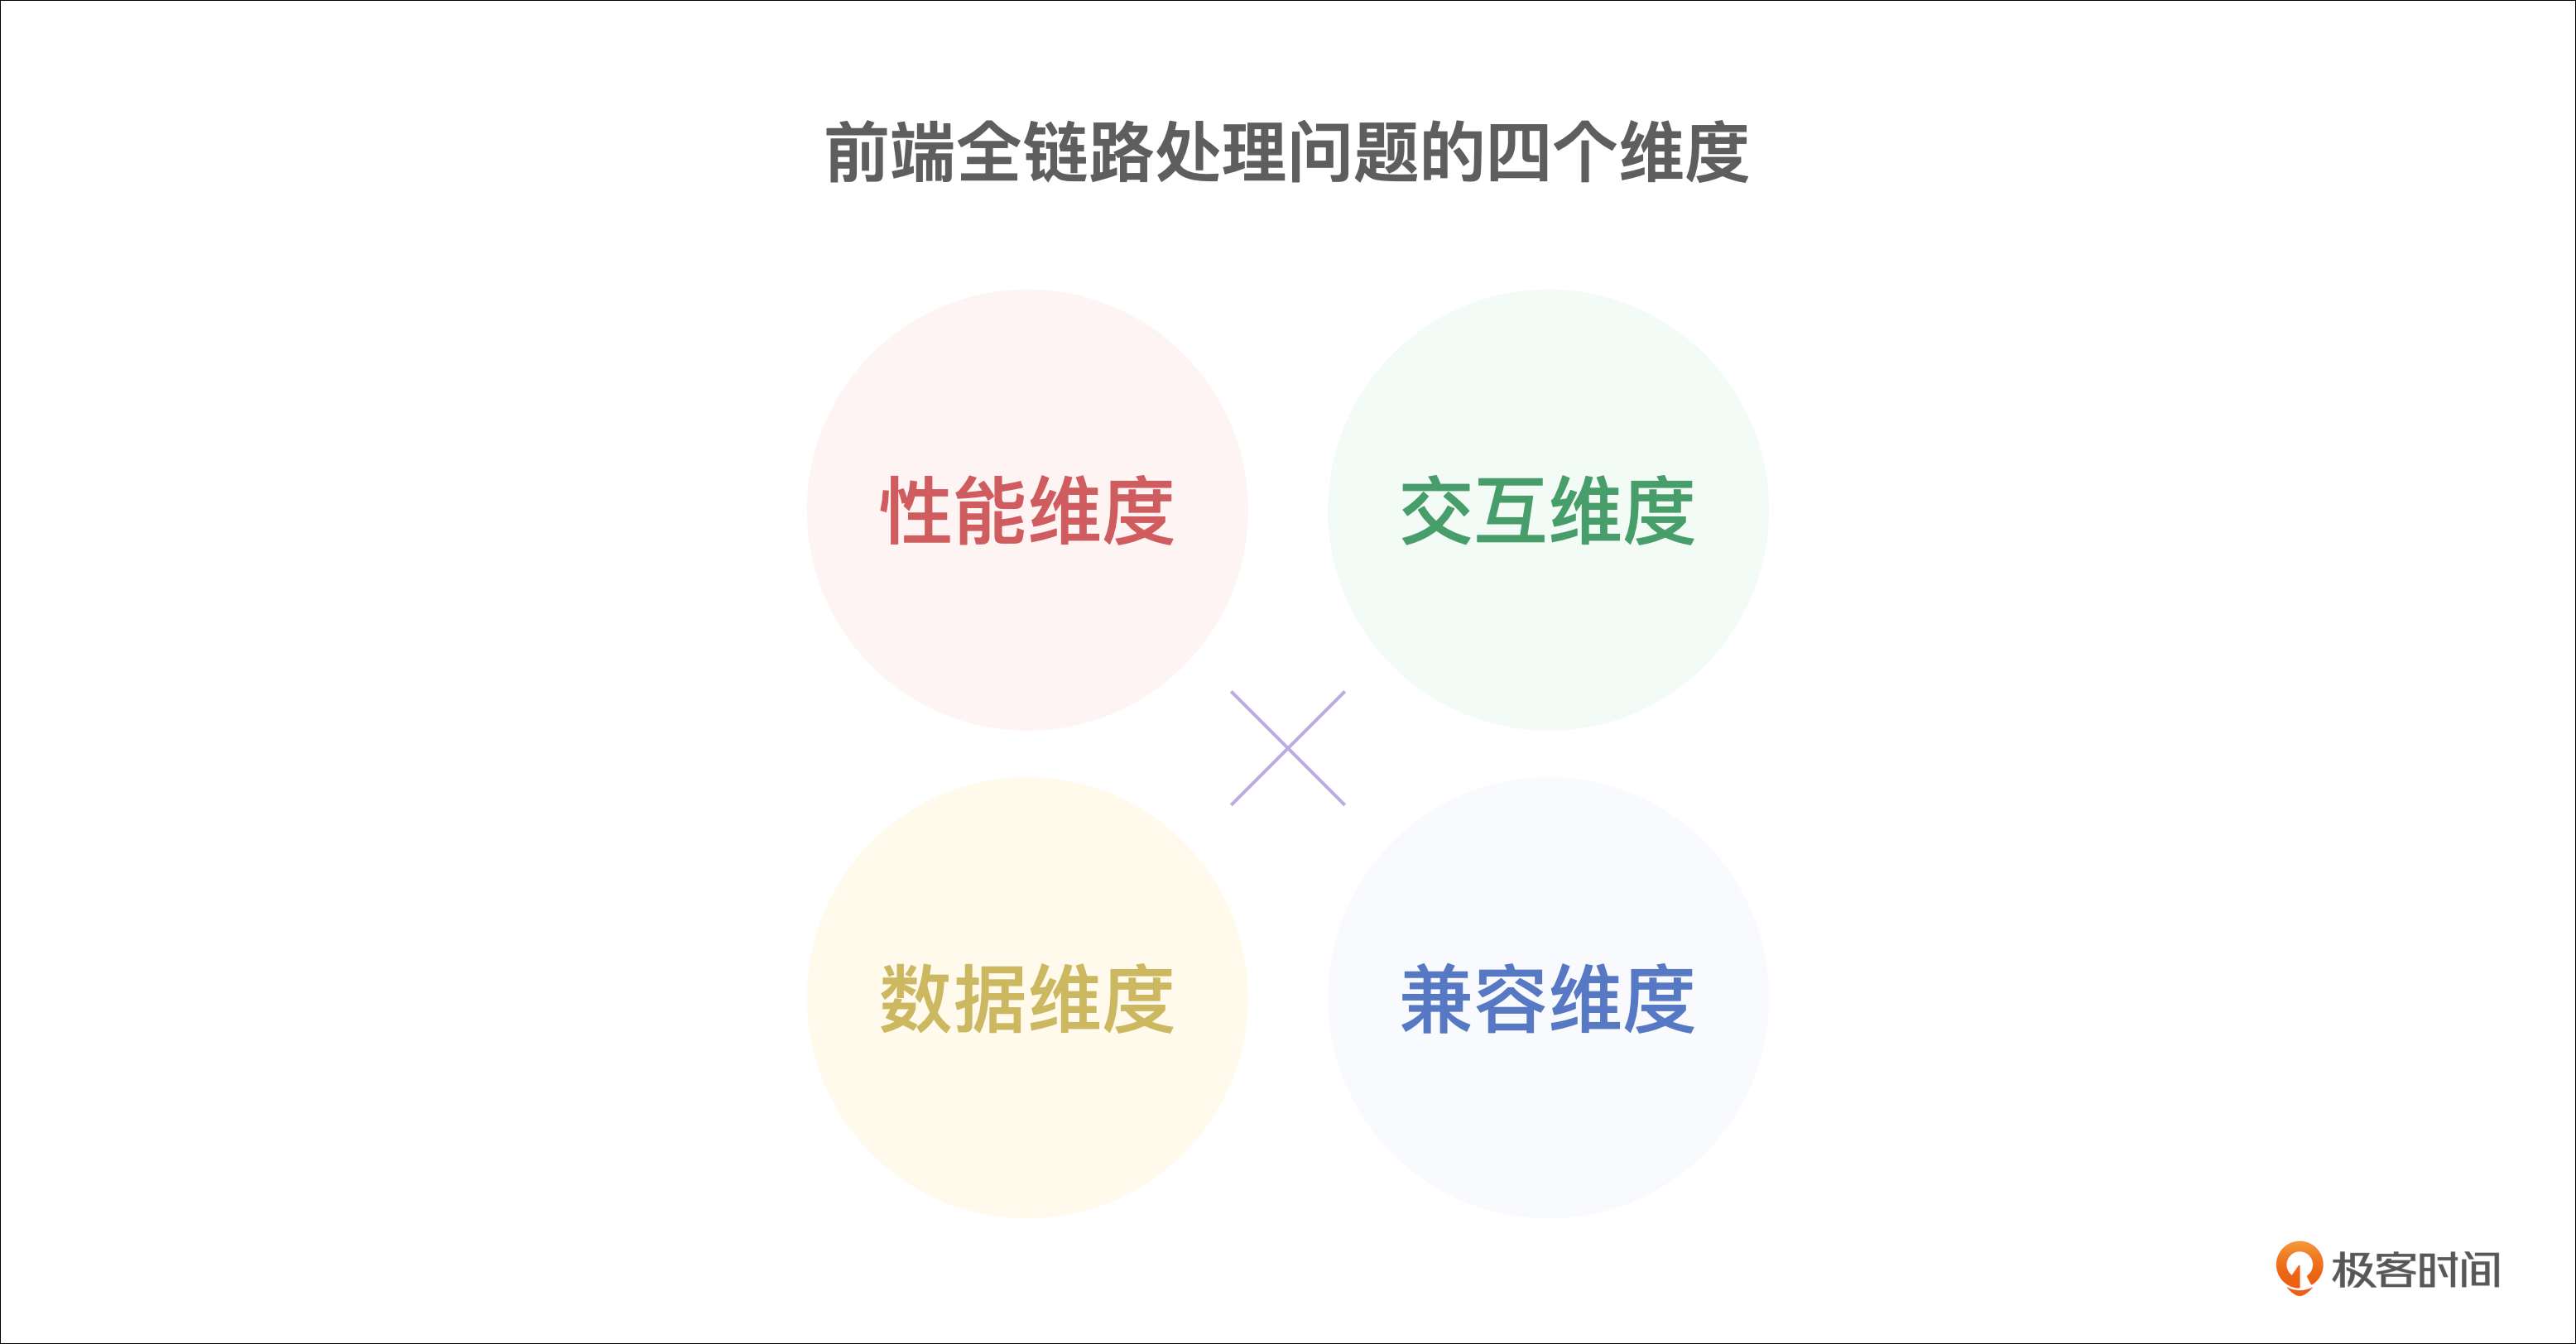 前端全链路处理问题的四个维度
性能维度
交互维度
数据维度
兼容维度
极客时间